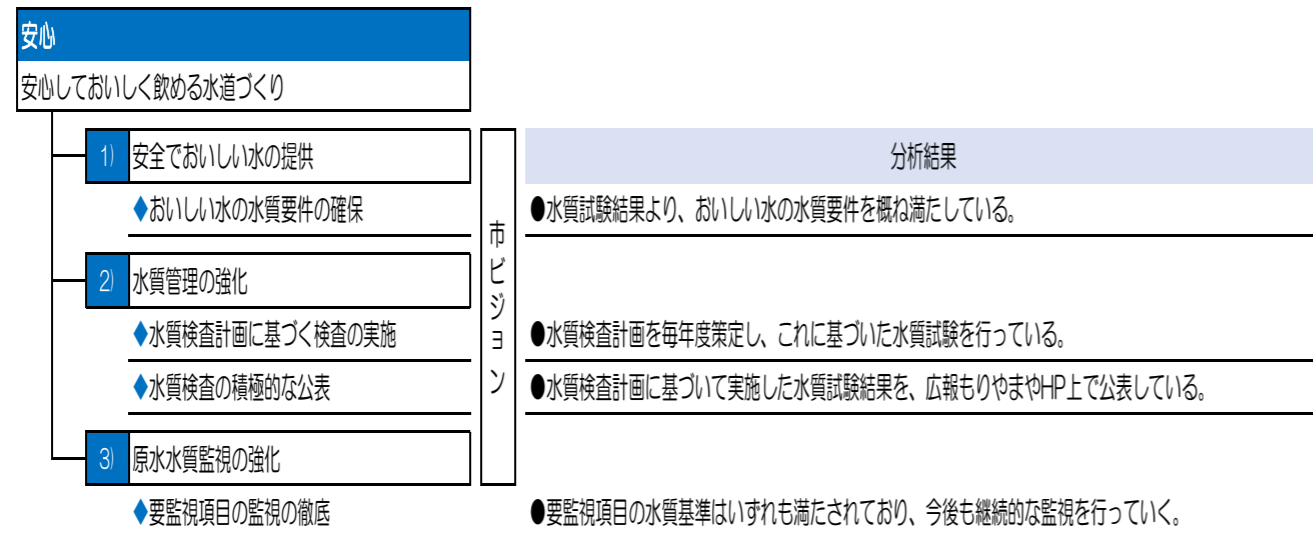 安心
安心しておいしく飲める水道づくり
1) 安全でおいしい水の提供
分析結果
◆おいしい水の水質要件の確保
●水質試験結果より、おいしい水の水質要件を概ね満たしている。
市ビジョン
2) 水質管理の強化
◆水質検査計画に基づく検査の実施
●水質検査計画を毎年度策定し、これに基づいた水質試験を行っている。
◆水質検査の積極的な公表
●水質検査計画に基づいて実施した水質試験結果を、広報もりやまやHP上で公表している。
3) 原水水質監視の強化
◆要監視項目の監視の徹底
●要監視項目の水質基準はいずれも満たされており、今後も継続的な監視を行っていく。